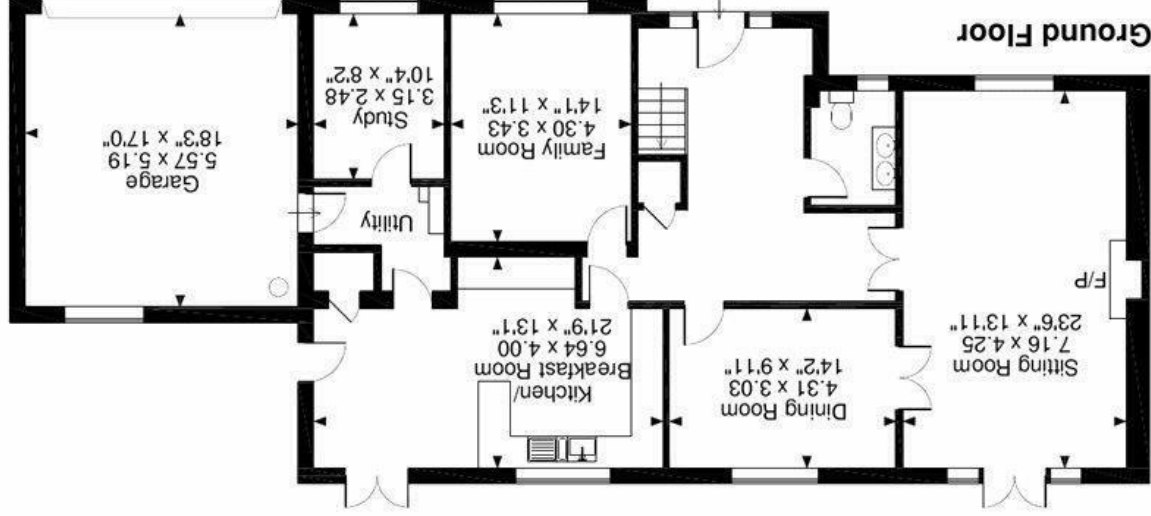 Sitting Room
7.16 x 4.25
23'6" x 13'11"
F/P
Dining Room
4.31 x 3.03
14'2" x 9'11"
Kitchen/
Breakfast Room
6.64 x 4.00
21'9" x 13'1"
Utility
Garage
5.57 x 5.19
18'3" x 17'0"
Family Room
4.30 x 3.43
14'1" x 11'3"
Study
3.15 x 2.48
10'4" x 8'2"
Ground Floor